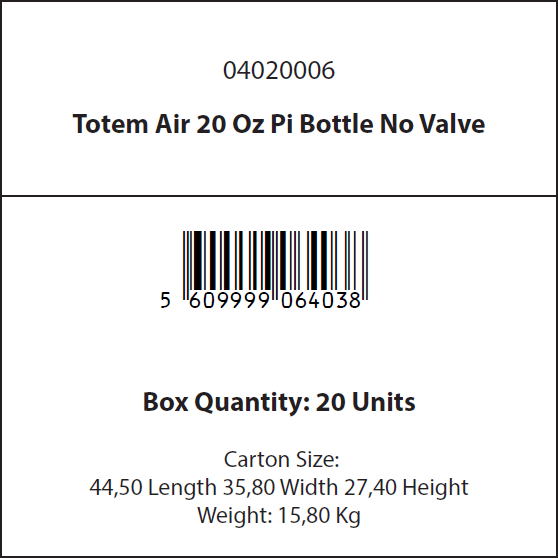 04020006
Totem Air 20 Oz Pi Bottle No Valve
5 609999 064038
Box Quantity: 20 Units
Carton Size:
44,50 Length 35,80 Width 27,40 Height
Weight: 15,80 Kg